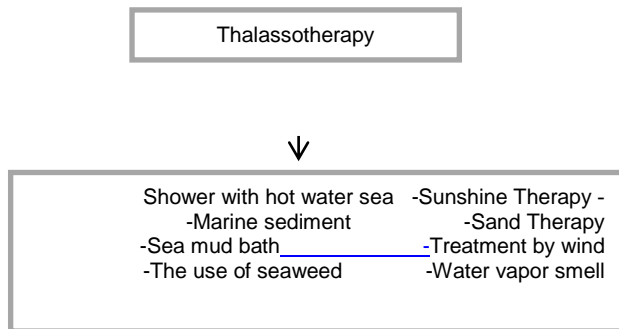 Thalassotherapy
Shower with hot water sea -Sunshine Therapy -
-Marine sediment -Sand Therapy
-Sea mud bath -Treatment by wind
-The use of seaweed -Water vapor smell